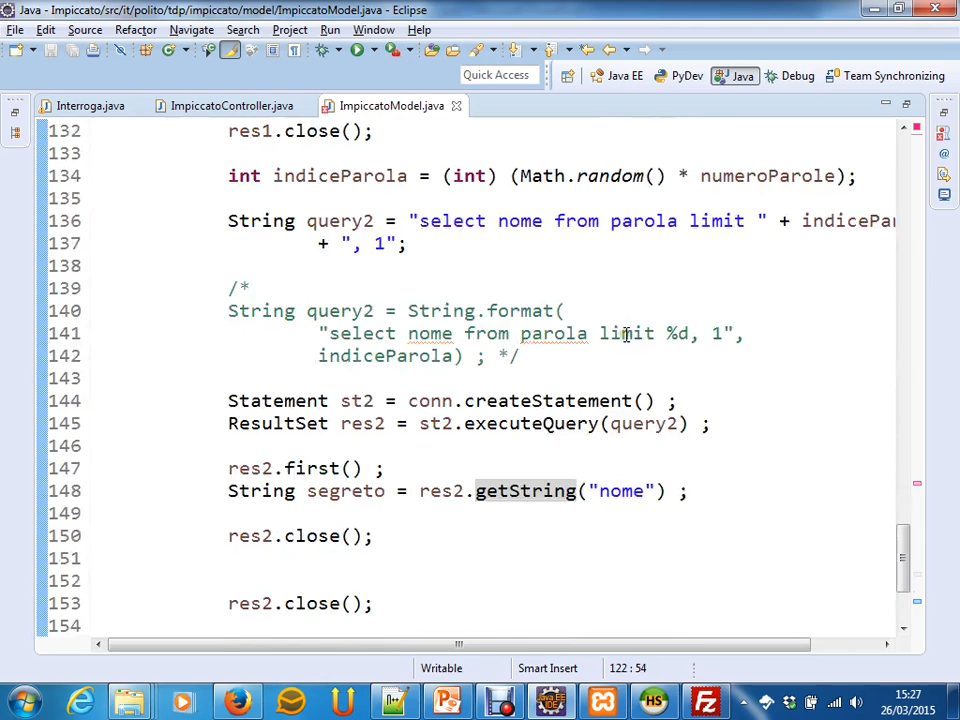 Java - Impiccato/src/it/polito/tdp/impiccato/model/ImpiccatoModel.java - Eclipse
File Edit Source Refactor Navigate Search Project Run Window Help
Quick Access Java EE PyDev Java Debug Team Synchronizing
Interroga.java ImpiccatoController.java ImpiccatoModel.java
132 res1.close();
133
134 int indiceParola = (int) (Math.random() * numeroParole);
135
136 String query2 = "select nome from parola limit " + indicePar
137 + ", 1";
138
139 /*
140 String query2 = String.format(
141 "select nome from parola limit %d, 1",
142 indiceParola) ; */
143
144 Statement st2 = conn.createStatement() ;
145 ResultSet res2 = st2.executeQuery(query2) ;
146
147 res2.first() ;
148 String segreto = res2.getString("nome") ;
149
150 res2.close();
151
152
153 res2.close();
154
Writable Smart Insert 122 : 54
15:27
26/03/2015